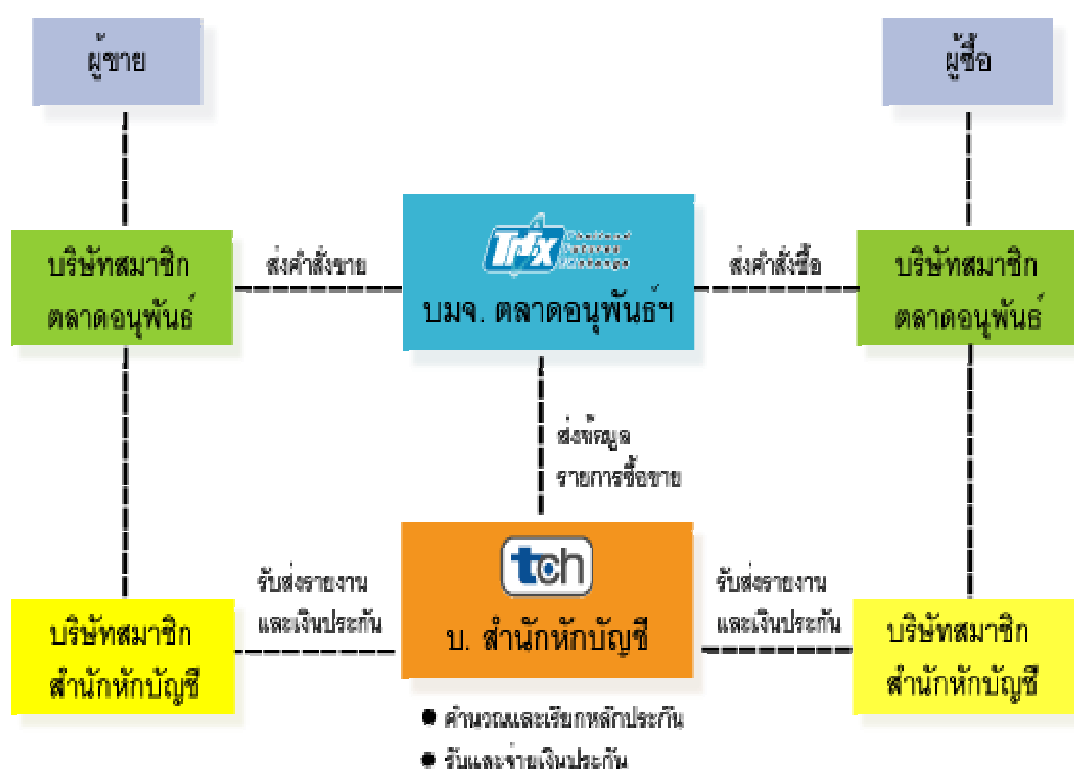 ผู้ขาย
ผู้ซื้อ
บริษัทสมาชิก
ตลาดอนุพันธ์
ส่งคำสั่งขาย
Tfex Thailand
Futures
Exchange
บมจ. ตลาดอนุพันธ์ฯ
ส่งคำสั่งซื้อ
บริษัทสมาชิก
ตลาดอนุพันธ์
ส่งข้อมูล
รายการซื้อขาย
บริษัทสมาชิก
สำนักหักบัญชี
รับส่งรายงาน
และเงินประกัน
tch
บ. สำนักหักบัญชี
รับส่งรายงาน
และเงินประกัน
บริษัทสมาชิก
สำนักหักบัญชี
● คำนวณและเรียกหลักประกัน
● รับและจ่ายเงินประกัน